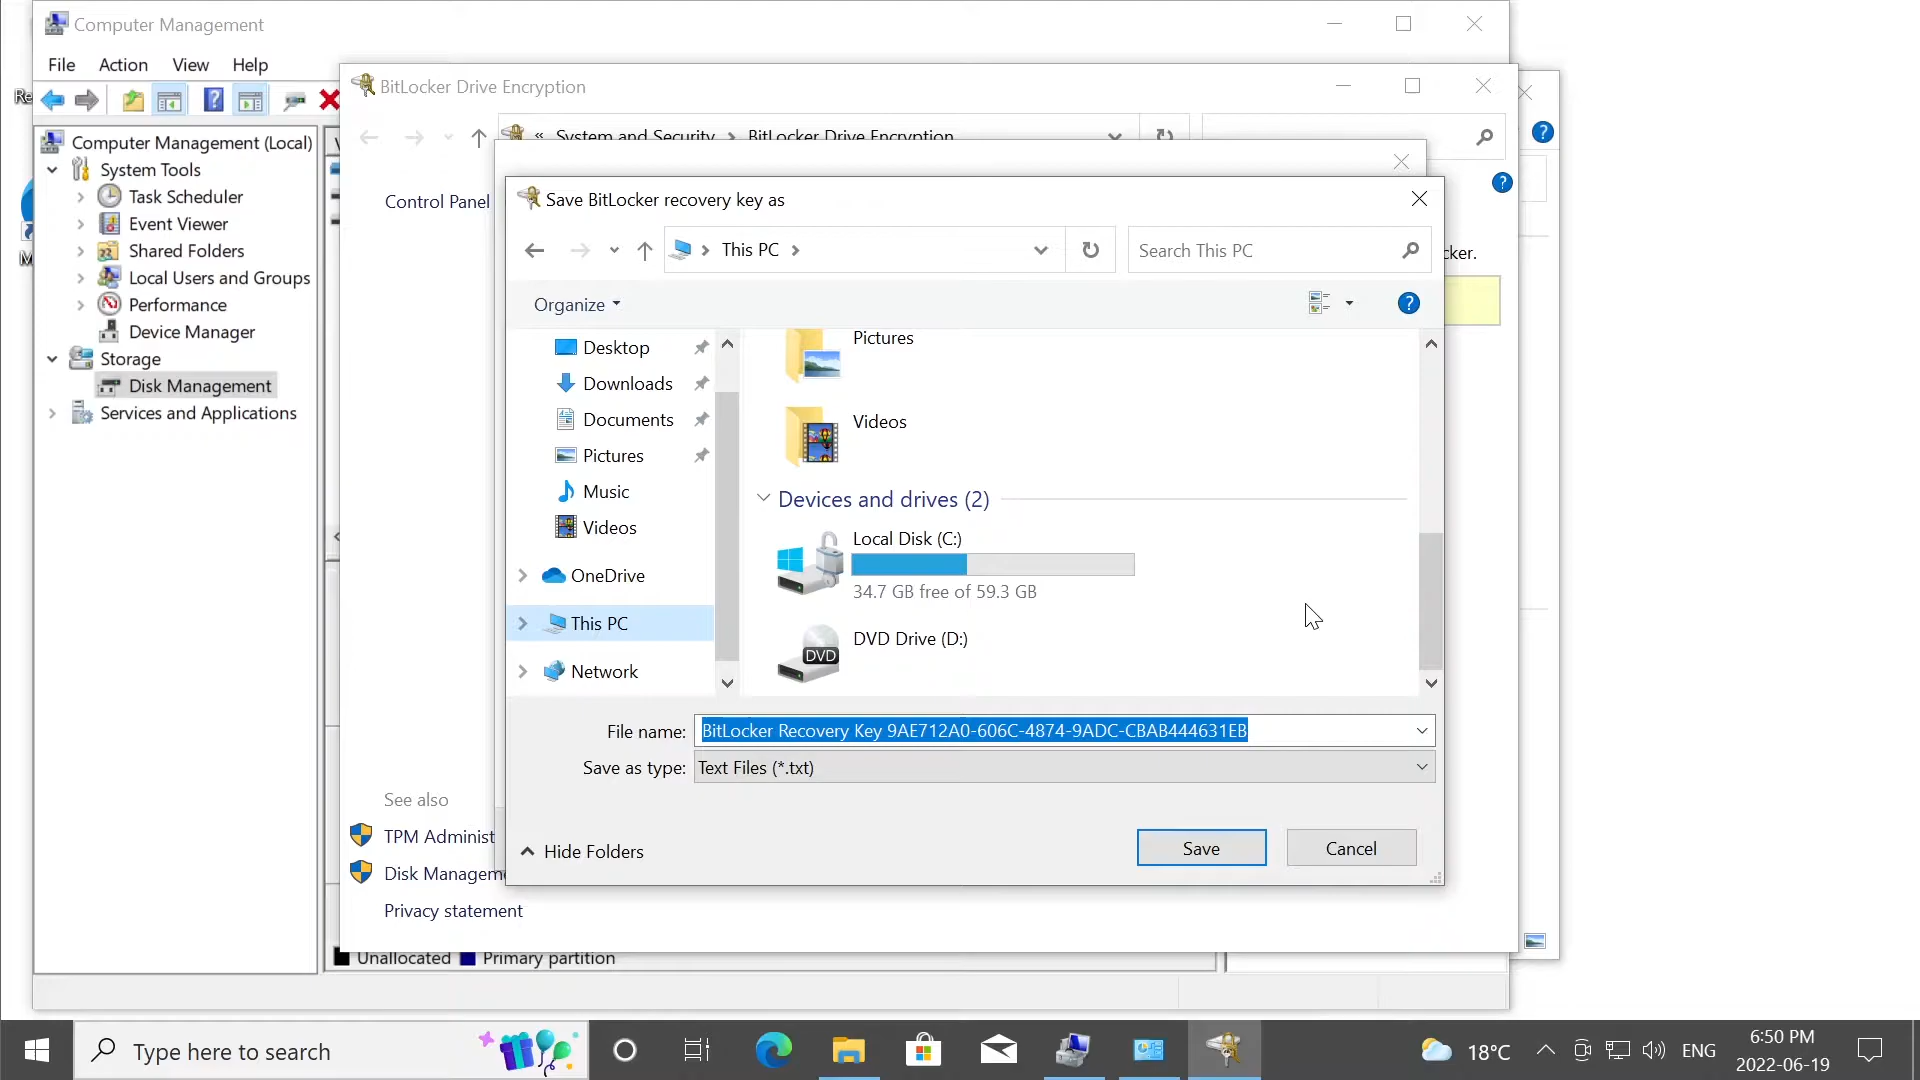 Computer Management
File Action View Help
Computer Management (Local)
System Tools
Task Scheduler
Event Viewer
Shared Folders
Local Users and Groups
Performance
Device Manager
Storage
Disk Management
Services and Applications
BitLocker Drive Encryption
« System and Security > BitLocker Drive Encryption
Control Panel
cker.
See also
TPM Administ
Disk Managem
Privacy statement
Unallocated Primary partition
Save BitLocker recovery key as
This PC
Search This PC
Organize
Desktop
Downloads
Documents
Pictures
Music
Videos
OneDrive
This PC
Network
Pictures
Videos
Devices and drives (2)
Local Disk (C:)
34.7 GB free of 59.3 GB
DVD Drive (D:)
DVD
File name: BitLocker Recovery Key 9AE712A0-606C-4874-9ADC-CBAB444631EB
Save as type: Text Files (*.txt)
Hide Folders
Save
Cancel
Type here to search
18°C
ENG
6:50 PM
2022-06-19